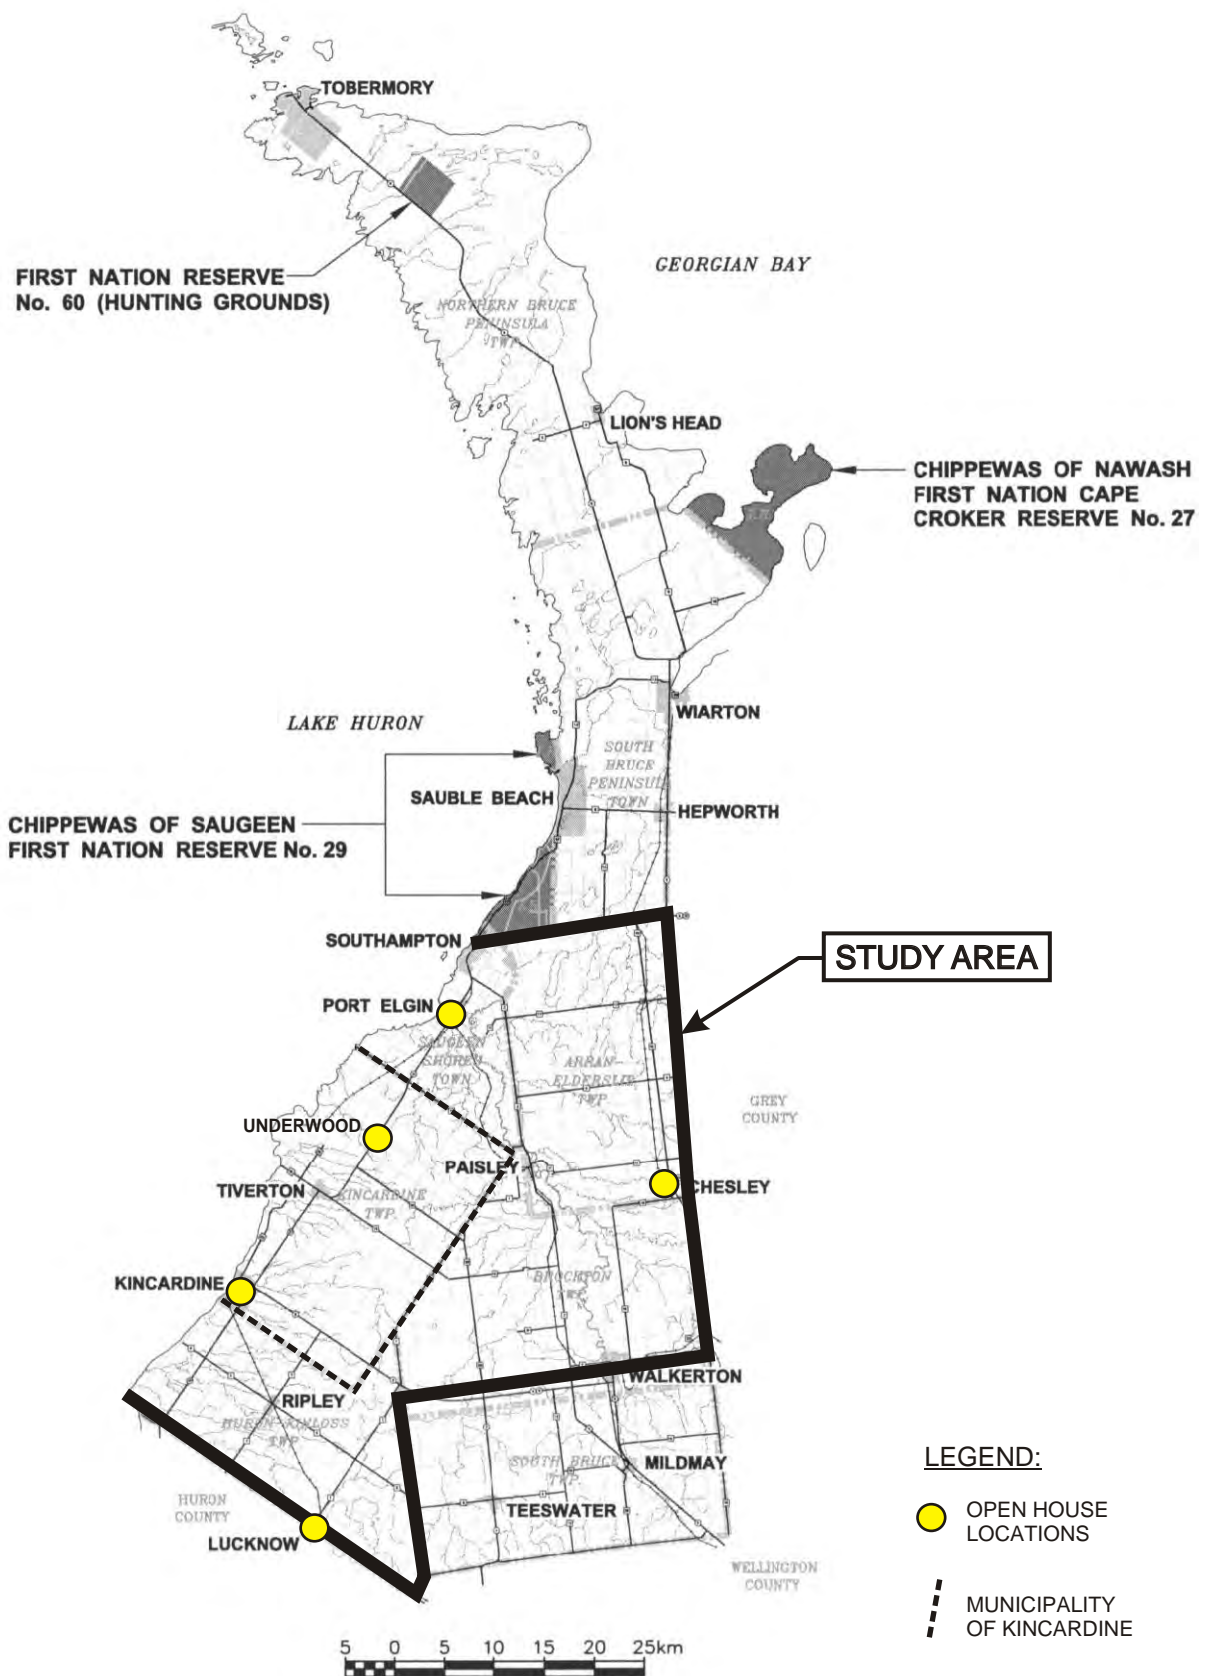 TOBERMORY
GEORGIAN BAY
FIRST NATION RESERVE
No. 60 (HUNTING GROUNDS)
NORTHERN BRUCE
PENINSULA
TWP.
LION'S HEAD
CHIPPEWAS OF NAWASH
FIRST NATION CAPE
CROKER RESERVE No. 27
WIARTON
LAKE HURON
SOUTH
BRUCE
PENINSULA
TOWN
SAUBLE BEACH
HEPWORTH
CHIPPEWAS OF SAUGEEN
FIRST NATION RESERVE No. 29
SOUTHAMPTON
STUDY AREA
PORT ELGIN
SAUGEEN
SHORES
TOWN
ARRAN-
ELDERSLIE
TWP.
GREY
COUNTY
UNDERWOOD
PAISLEY
CHESLEY
TIVERTON
KINCARDINE
TWP.
KINCARDINE
BROCKTON
TWP.
WALKERTON
RIPLEY
HURON-KINLOSS
TWP.
SOUTH BRUCE
TWP.
MILDMAY
TEESWATER
HURON
COUNTY
LUCKNOW
WELLINGTON
COUNTY
LEGEND:
OPEN HOUSE
LOCATIONS
MUNICIPALITY
OF KINCARDINE
5 0 5 10 15 20 25km